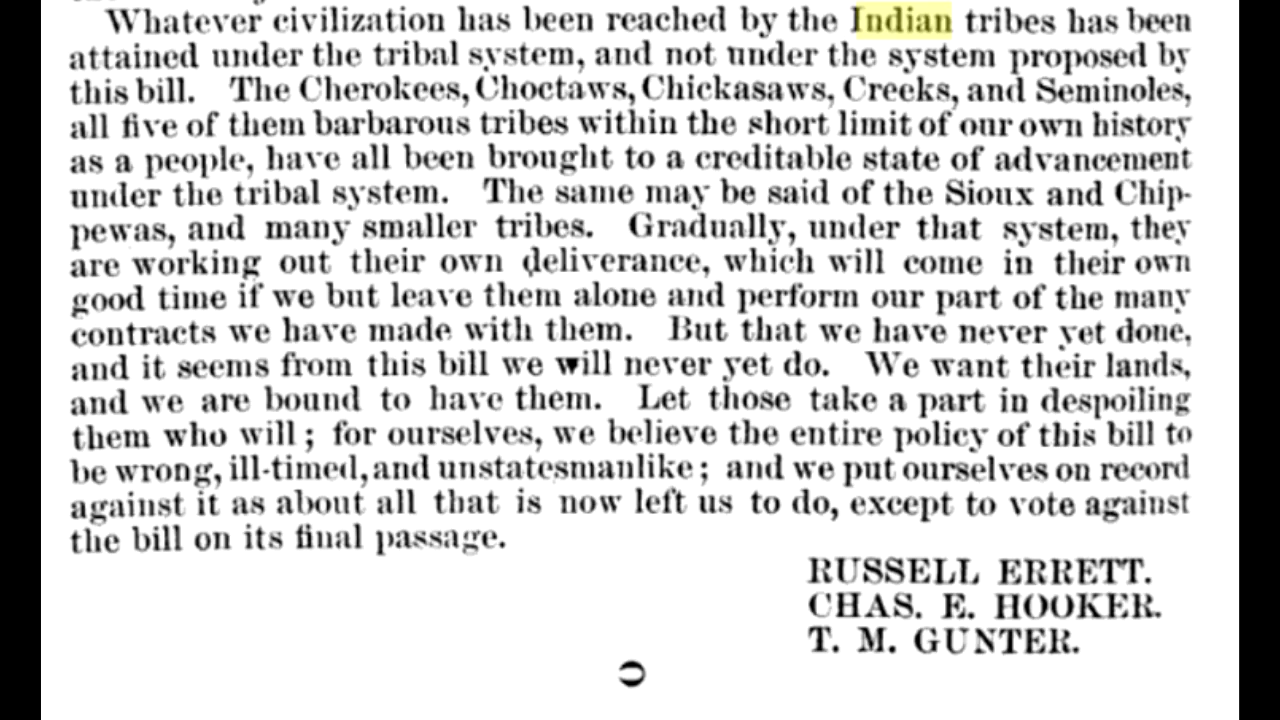 Whatever civilization has been reached by the Indian tribes has been
attained under the tribal system, and not under the system proposed by
this bill. The Cherokees, Choctaws, Chickasaws, Creeks, and Seminoles,
all five of them barbarous tribes within the short limit of our own history
as a people, have all been brought to a creditable state of advancement
under the tribal system. The same may be said of the Sioux and Chip-
pewas, and many smaller tribes. Gradually, under that system, they
are working out their own deliverance, which will come in their own
good time if we but leave them alone and perform our part of the many
contracts we have made with them. But that we have never yet done,
and it seems from this bill we will never yet do. We want their lands,
and we are bound to have them. Let those take a part in despoiling
them who will; for ourselves, we believe the entire policy of this bill to
be wrong, ill-timed, and unstatesmanlike; and we put ourselves on record
against it as about all that is now left us to do, except to vote against
the bill on its final passage.
RUSSELL ERRETT.
CHAS. E. HOOKER.
T. M. GUNTER.